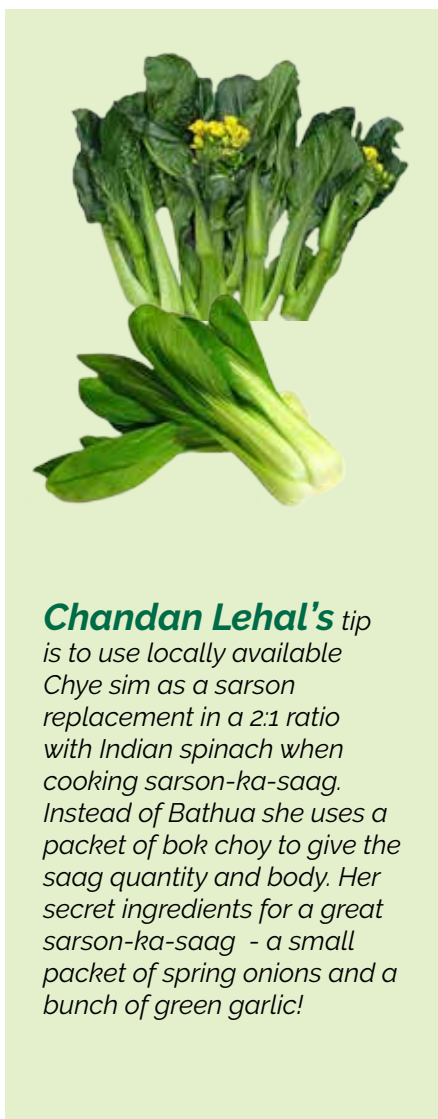 Chandan Lehal's tip
is to use locally available
Chye sim as a sarson
replacement in a 2:1 ratio
with Indian spinach when
cooking sarson-ka-saag.
Instead of Bathua she uses a
packet of bok choy to give the
saag quantity and body. Her
secret ingredients for a great
sarson-ka-saag - a small
packet of spring onions and a
bunch of green garlic!